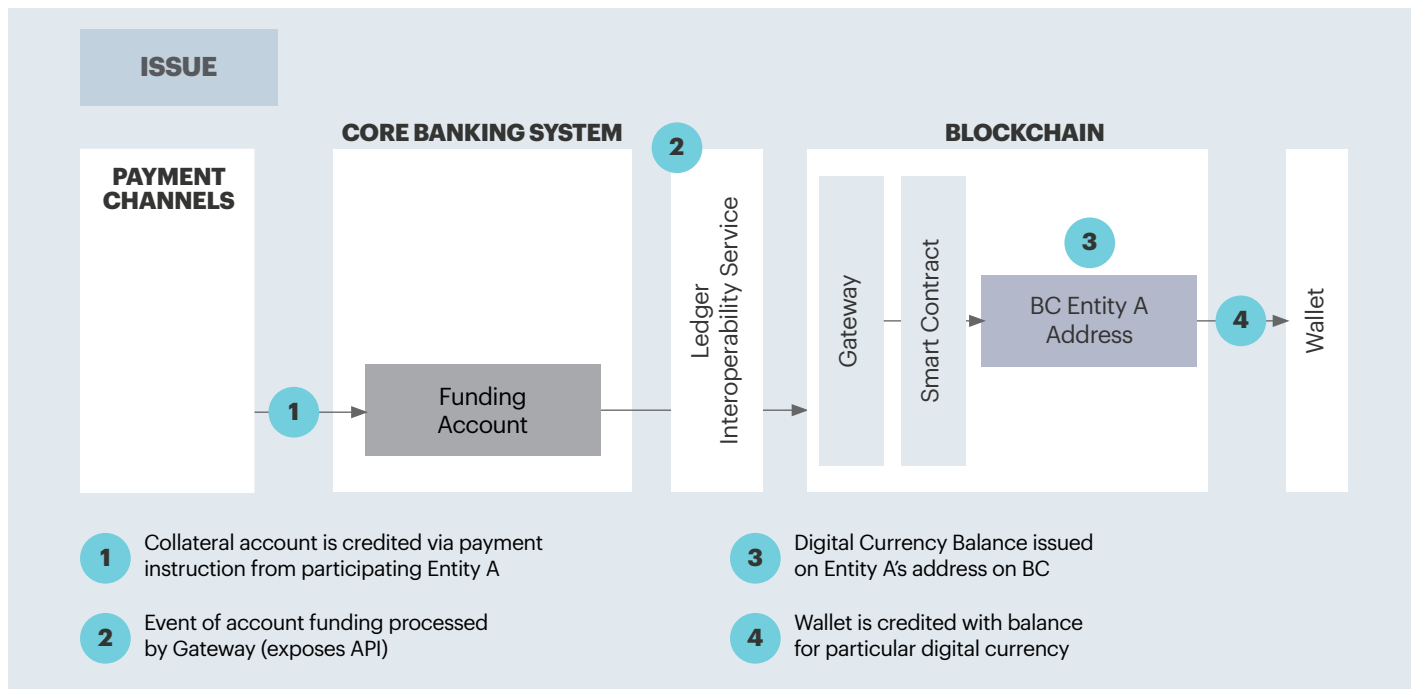 ISSUE
CORE BANKING SYSTEM
BLOCKCHAIN
2
PAYMENT
CHANNELS
Ledger
Interoperability Service
Gateway
Smart Contract
3
BC Entity A
Address
4
Wallet
1
Funding
Account
1
Collateral account is credited via payment
instruction from participating Entity A
2
Event of account funding processed
by Gateway (exposes API)
3
Digital Currency Balance issued
on Entity A’s address on BC
4
Wallet is credited with balance
for particular digital currency